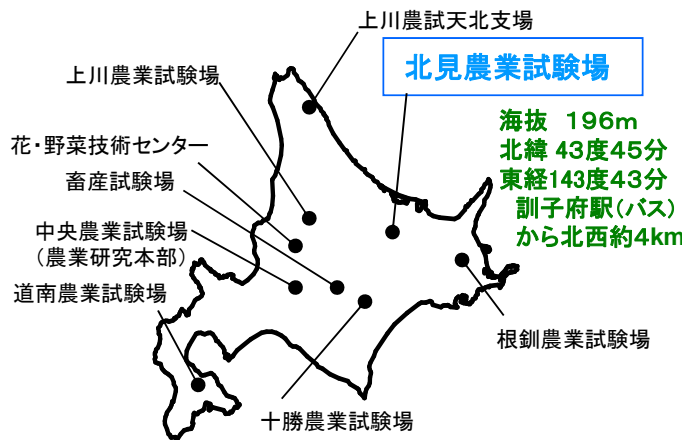 上川農試天北支場
北見農業試験場
上川農業試験場
海抜 196m
北緯 43度45分
東経143度43分
訓子府駅(バス)
から北西約4km
花・野菜技術センター
畜産試験場
中央農業試験場
(農業研究本部)
道南農業試験場
根釧農業試験場
十勝農業試験場